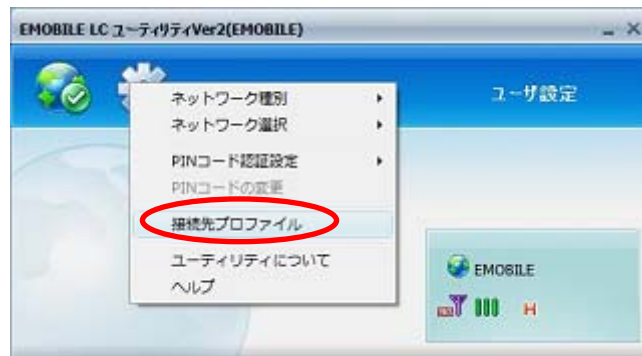 EMOBILE LC ユーティリティVer2(EMOBILE)
ユーザ設定
ネットワーク種別
ネットワーク選択
PINコード認証設定
PINコードの変更
接続先プロファイル
ユーティリティについて
ヘルプ
EMOBILE
H